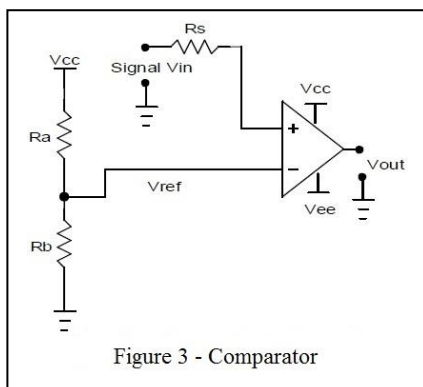 Rs
Vcc
Signal Vin
Vcc
Ra
+
Vout
Vref
-
Rb
Vee
Figure 3 - Comparator